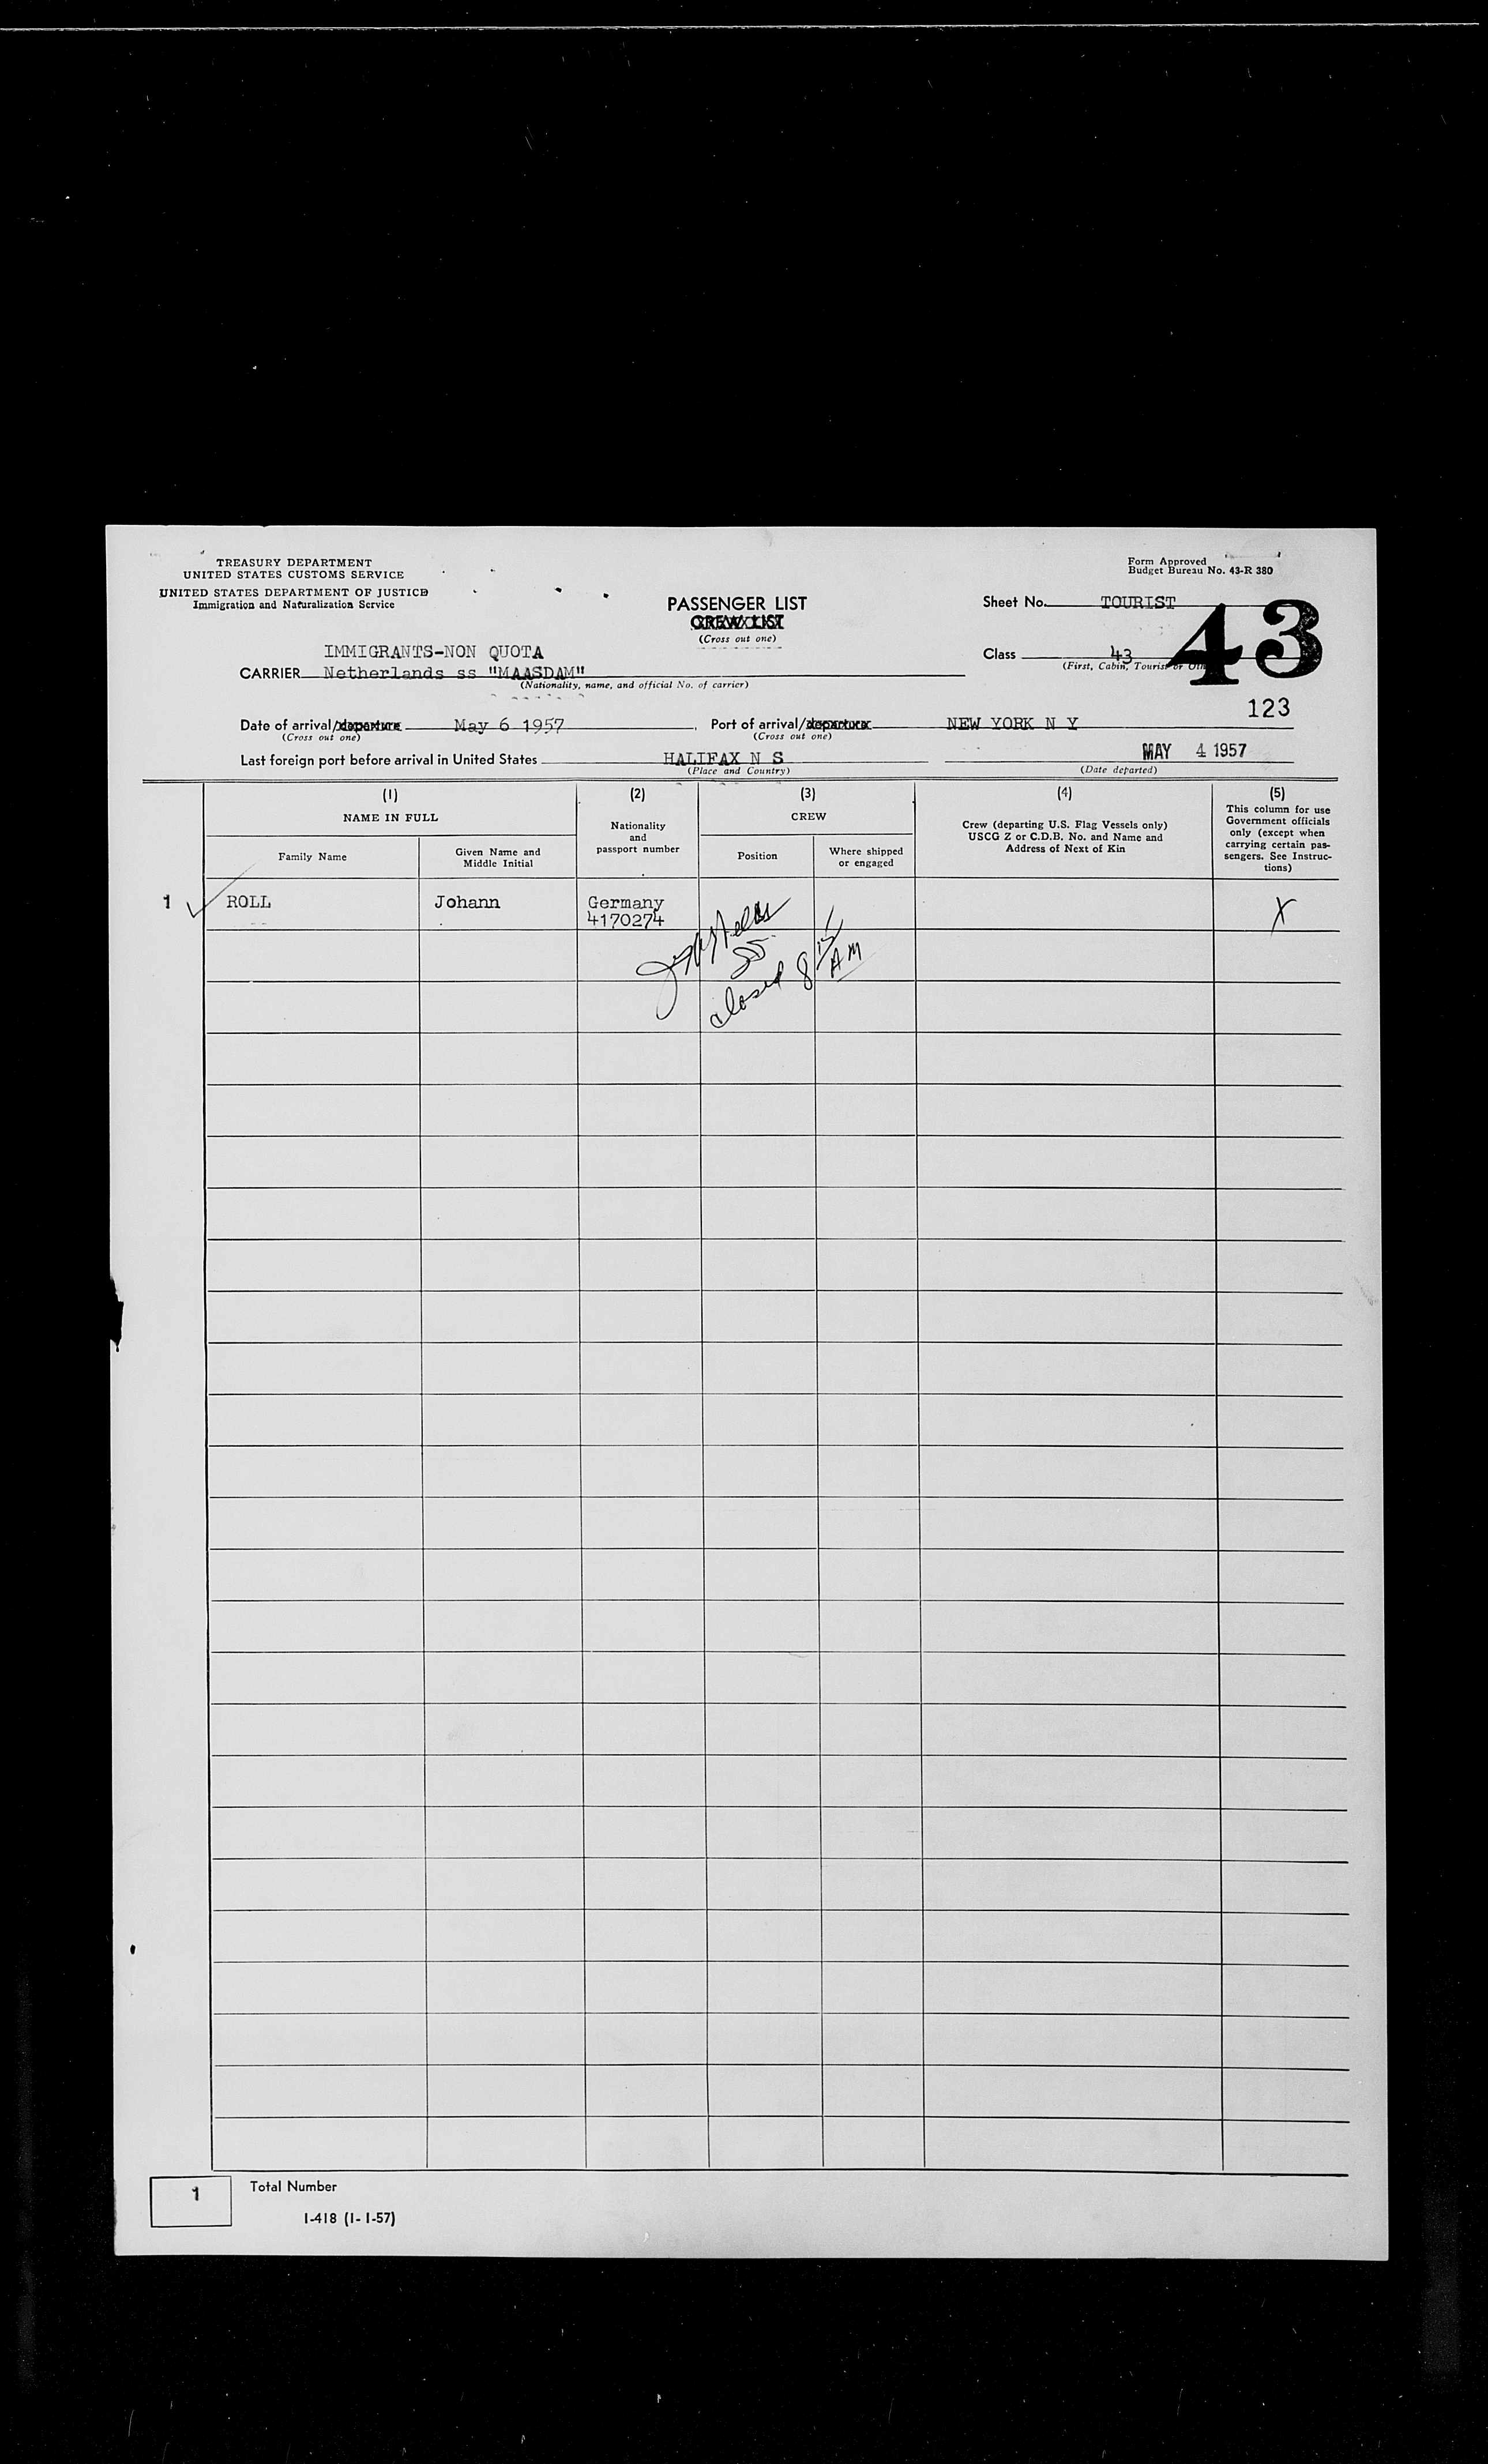 TREASURY DEPARTMENT
UNITED STATES CUSTOMS SERVICE
UNITED STATES DEPARTMENT OF JUSTICE
Immigration and Naturalization Service
Form Approved
Budget Bureau No. 43-R 380
PASSENGER LIST
CREW LIST
(Cross out one)
Sheet No. TOURIST
43
Class 43
(First, Cabin, Tourist or Oth
IMMIGRANTS-NON QUOTA
CARRIER Netherlands ss "MAASDAM"
(Nationality, name, and official No. of carrier)
123
Date of arrival/departure May 6 1957, Port of arrival/departure NEW YORK N Y
(Cross out one) (Cross out one)
Last foreign port before arrival in United States HALIFAX N S MAY 4 1957
(Place and Country) (Date departed)
(1) (2) (3) (4) (5)
NAME IN FULL
Family Name
Given Name and
Middle Initial
Nationality
and
passport number
CREW
Position
Where shipped
or engaged
Crew (departing U.S. Flag Vessels only)
USCG Z or C.D.B. No. and Name and
Address of Next of Kin
This column for use
Government officials
only (except when
carrying certain pas-
sengers. See Instruc-
tions)
1 ROLL Johann Germany X
4170274
closed 8 15 AM
1 Total Number
I-418 (1-1-57)